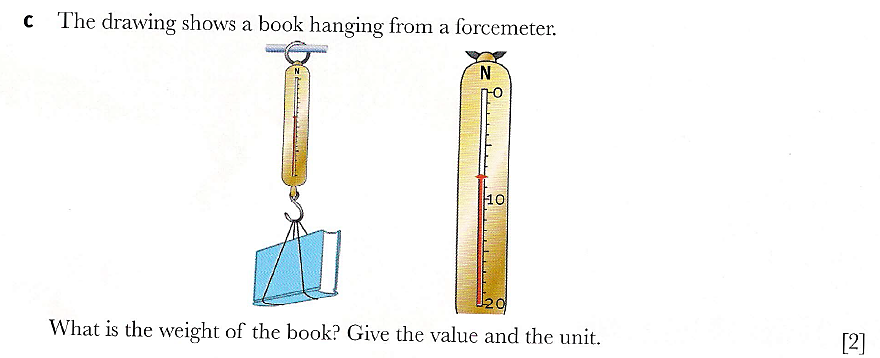 c The drawing shows a book hanging from a forcemeter.
N
N
0
10
20
What is the weight of the book? Give the value and the unit.
[2]